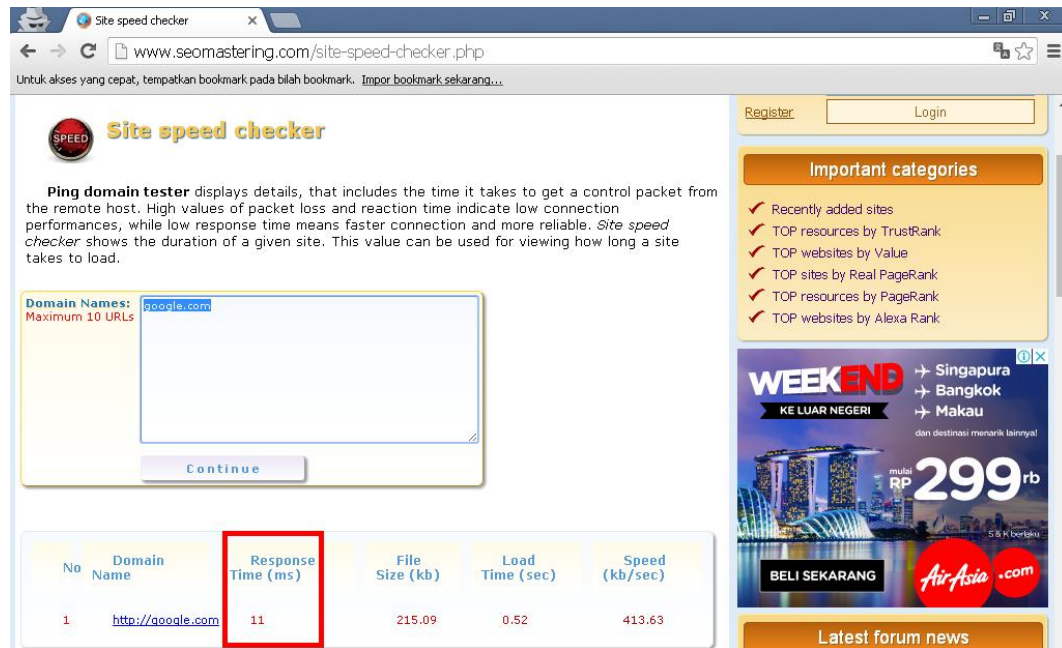 Site speed checker
www.seomastering.com/site-speed-checker.php
Untuk akses yang cepat, tempatkan bookmark pada bilah bookmark. Impor bookmark sekarang...
SPEED
Site speed checker
Ping domain tester displays details, that includes the time it takes to get a control packet from
the remote host. High values of packet loss and reaction time indicate low connection
performances, while low response time means faster connection and more reliable. Site speed
checker shows the duration of a given site. This value can be used for viewing how long a site
takes to load.
Domain Names:
Maximum 10 URLs
google.com
Continue
No Domain Name Response Time (ms) File Size (kb) Load Time (sec) Speed (kb/sec)
1 http://google.com 11 215.09 0.52 413.63
Register Login
Important categories
Recently added sites
TOP resources by TrustRank
TOP websites by Value
TOP sites by Real PageRank
TOP resources by PageRank
TOP websites by Alexa Rank
WEEKEND
KE LUAR NEGERI
Singapura
Bangkok
Makau
dan destinasi menarik lainnya!
mulai
RP 299rb
S & K berlaku
BELI SEKARANG
AirAsia.com
Latest forum news